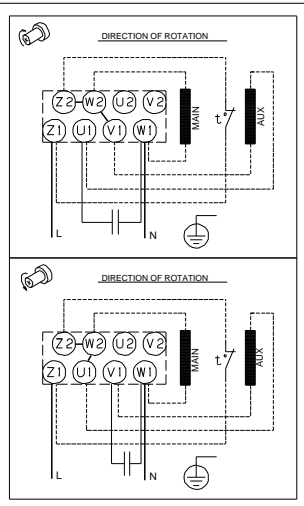 DIRECTION OF ROTATION
Z2 W2 U2 V2
Z1 U1 V1 W1
MAIN
t°
AUX
L
N
DIRECTION OF ROTATION
Z2 W2 U2 V2
Z1 U1 V1 W1
MAIN
t°
AUX
L
N